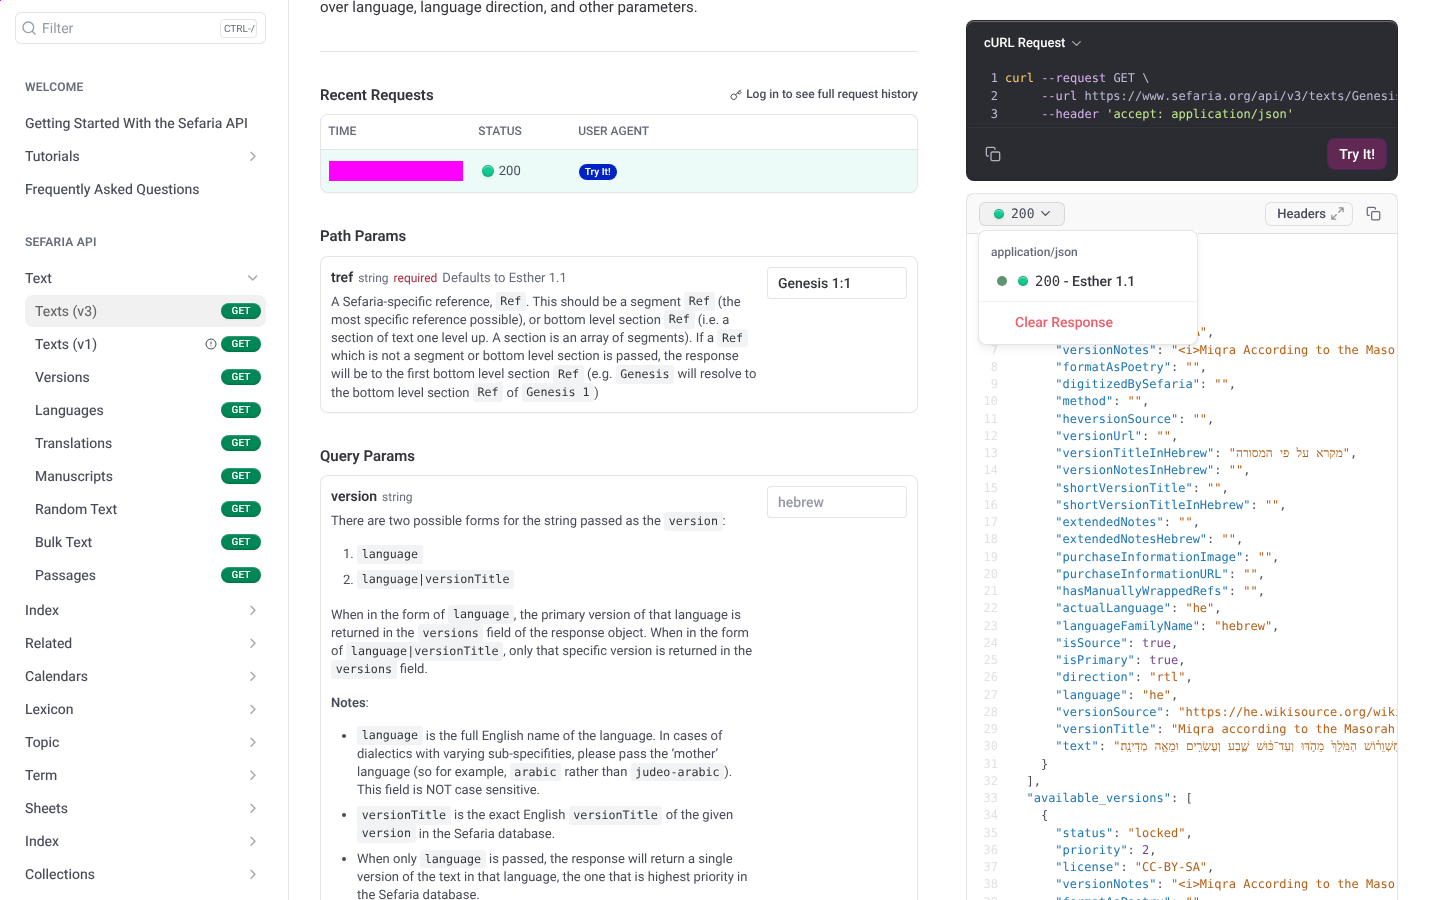 over language, language direction, and other parameters.
Filter
CTRL-/
WELCOME
Getting Started With the Sefaria API
Tutorials
Frequently Asked Questions
SEFARIA API
Text
Texts (v3) GET
Texts (v1) GET
Versions GET
Languages GET
Translations GET
Manuscripts GET
Random Text GET
Bulk Text GET
Passages GET
Index
Related
Calendars
Lexicon
Topic
Term
Sheets
Index
Collections
Recent Requests
Log in to see full request history
TIME STATUS USER AGENT
200 Try It!
Path Params
tref string required Defaults to Esther 1.1
Genesis 1:1
A Sefaria-specific reference, Ref . This should be a segment Ref (the
most specific reference possible), or bottom level section Ref (i.e. a
section of text one level up. A section is an array of segments). If a Ref
which is not a segment or bottom level section is passed, the response
will be to the first bottom level section Ref (e.g. Genesis will resolve to
the bottom level section Ref of Genesis 1 )
Query Params
version string
hebrew
There are two possible forms for the string passed as the version :
1. language
2. language|versionTitle
When in the form of language , the primary version of that language is
returned in the versions field of the response object. When in the form
of language|versionTitle , only that specific version is returned in the
versions field.
Notes:
• language is the full English name of the language. In cases of
dialectics with varying sub-specifities, please pass the ‘mother’
language (so for example, arabic rather than judeo-arabic ).
This field is NOT case sensitive.
• versionTitle is the exact English versionTitle of the given
version in the Sefaria database.
• When only language is passed, the response will return a single
version of the text in that language, the one that is highest priority in
the Sefaria database.
cURL Request
1 curl --request GET \
2 --url https://www.sefaria.org/api/v3/texts/Genesis
3 --header 'accept: application/json'
Try It!
200
Headers
application/json
200 - Esther 1.1
Clear Response
",
7 "versionNotes": "<i>Miqra According to the Maso
8 "formatAsPoetry": "",
9 "digitizedBySefaria": "",
10 "method": "",
11 "heversionSource": "",
12 "versionUrl": "",
13 "versionTitleInHebrew": "מקרא על פי המסורה",
14 "versionNotesInHebrew": "",
15 "shortVersionTitle": "",
16 "shortVersionTitleInHebrew": "",
17 "extendedNotes": "",
18 "extendedNotesHebrew": "",
19 "purchaseInformationImage": "",
20 "purchaseInformationURL": "",
21 "hasManuallyWrappedRefs": "",
22 "actualLanguage": "he",
23 "languageFamilyName": "hebrew",
24 "isSource": true,
25 "isPrimary": true,
26 "direction": "rtl",
27 "language": "he",
28 "versionSource": "https://he.wikisource.org/wiki
29 "versionTitle": "Miqra according to the Masorah
30 "text": "אֲחַשְׁוֵרוֹשׁ הַמֹּלֵךְ מֵהֹדּוּ וְעַד־כּוּשׁ שֶׁבַע וְעֶשְׂרִים וּמֵאָה מְדִינָה
31 }
32 ],
33 "available_versions": [
34 {
35 "status": "locked",
36 "priority": 2,
37 "license": "CC-BY-SA",
38 "versionNotes": "<i>Miqra According to the Maso